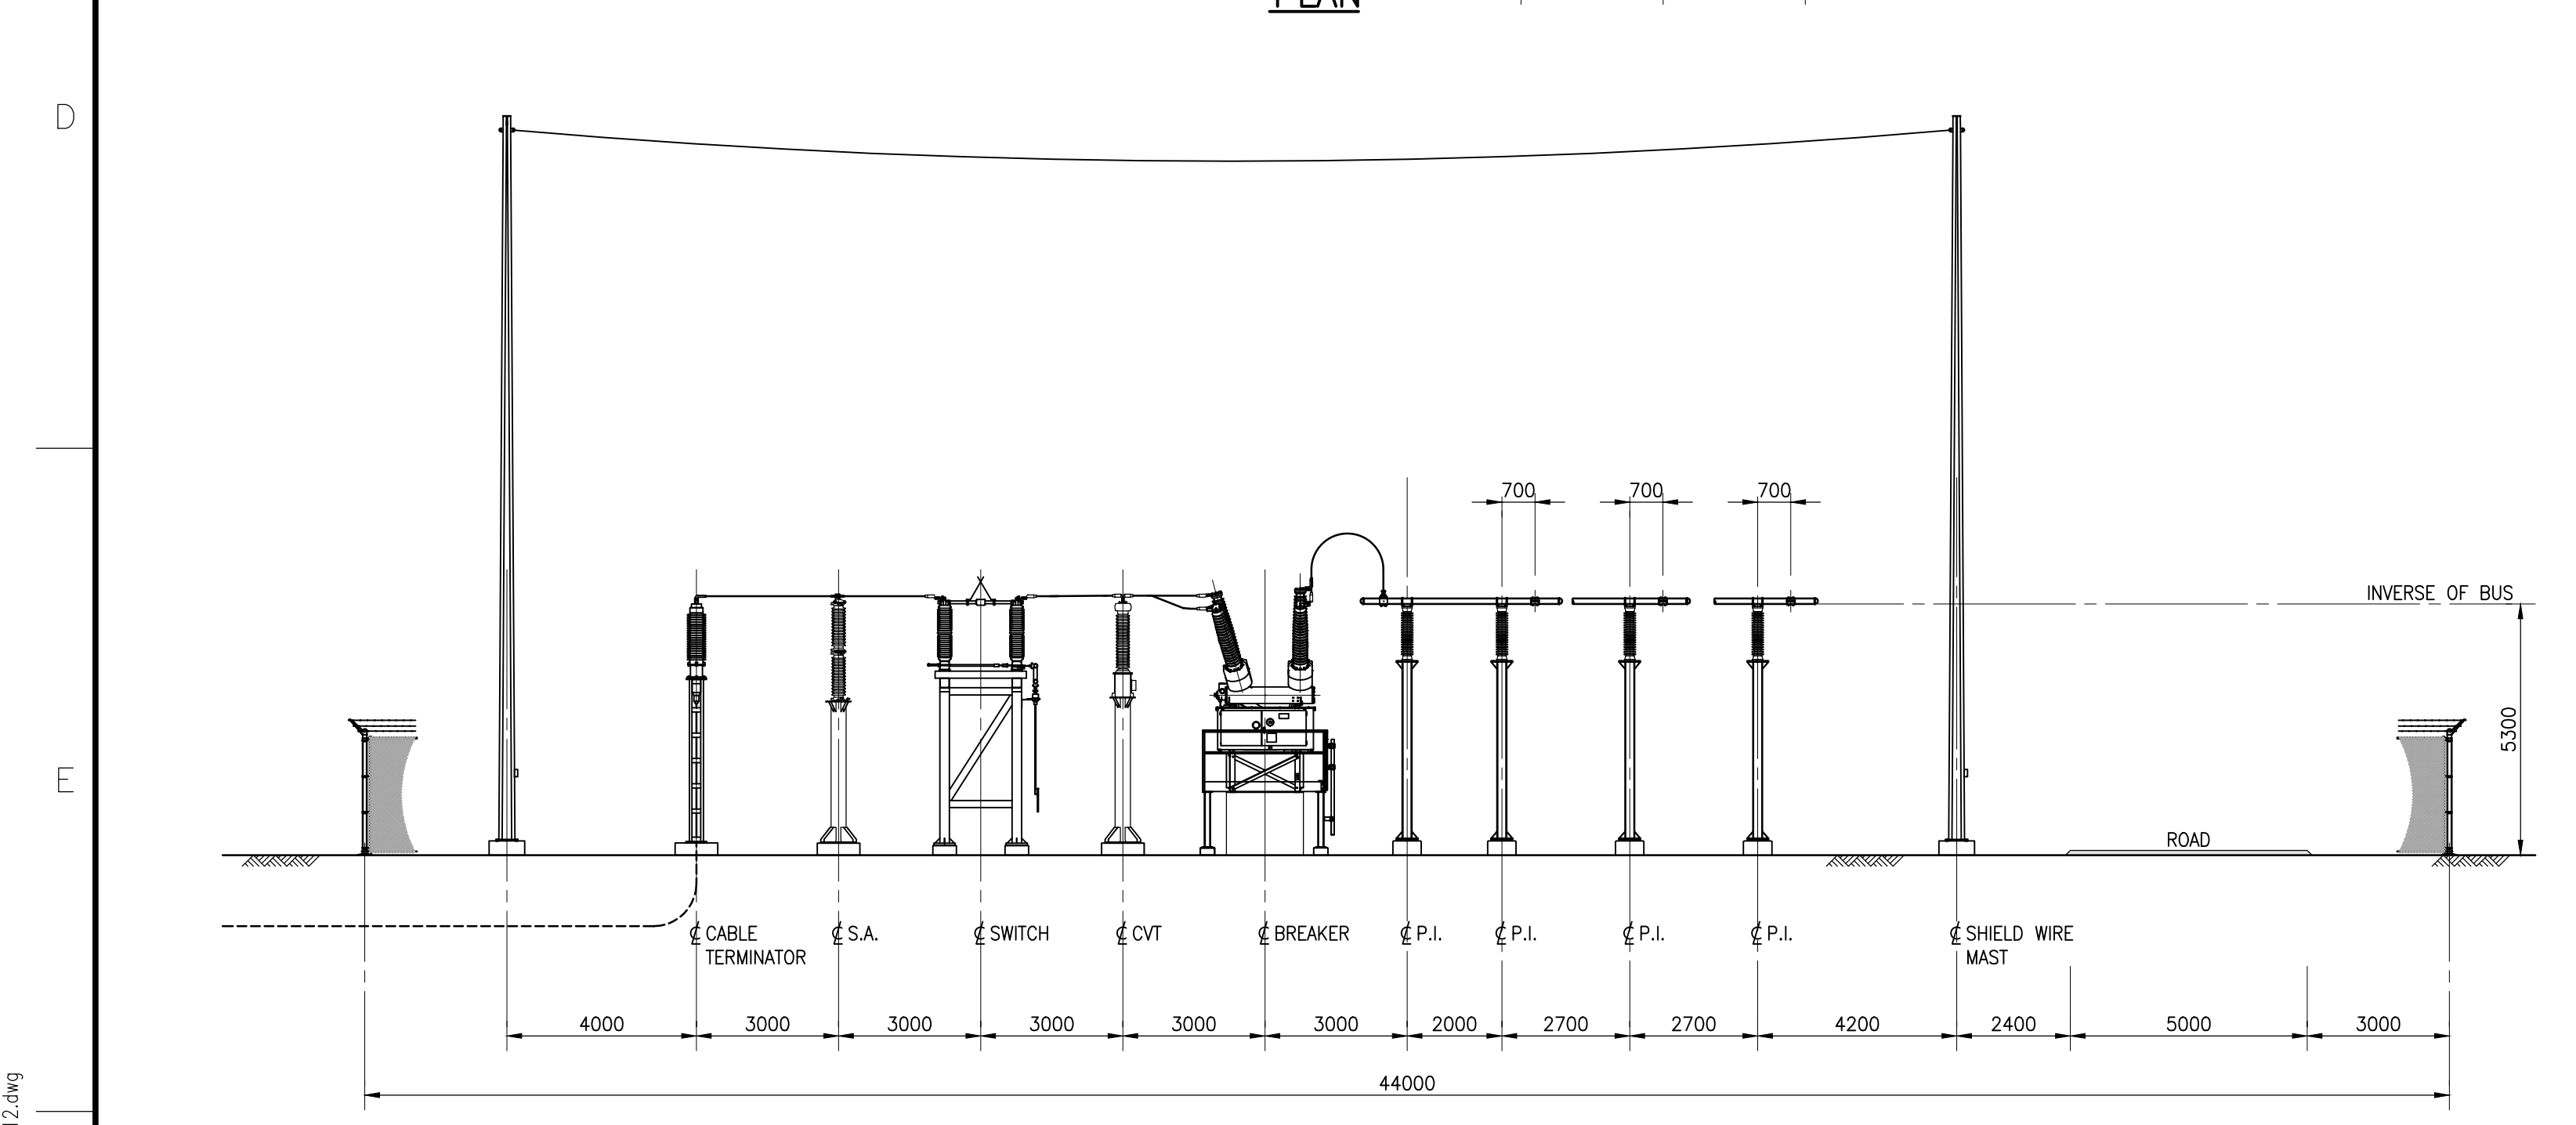 PLAN
D
700 700 700
INVERSE OF BUS
5300
E
ROAD
℄ CABLE TERMINATOR
℄ S.A.
℄ SWITCH
℄ CVT
℄ BREAKER
℄ P.I.
℄ P.I.
℄ P.I.
℄ P.I.
℄ SHIELD WIRE MAST
4000 3000 3000 3000 3000 3000 2000 2700 2700 4200 2400 5000 3000
44000
12.dwg